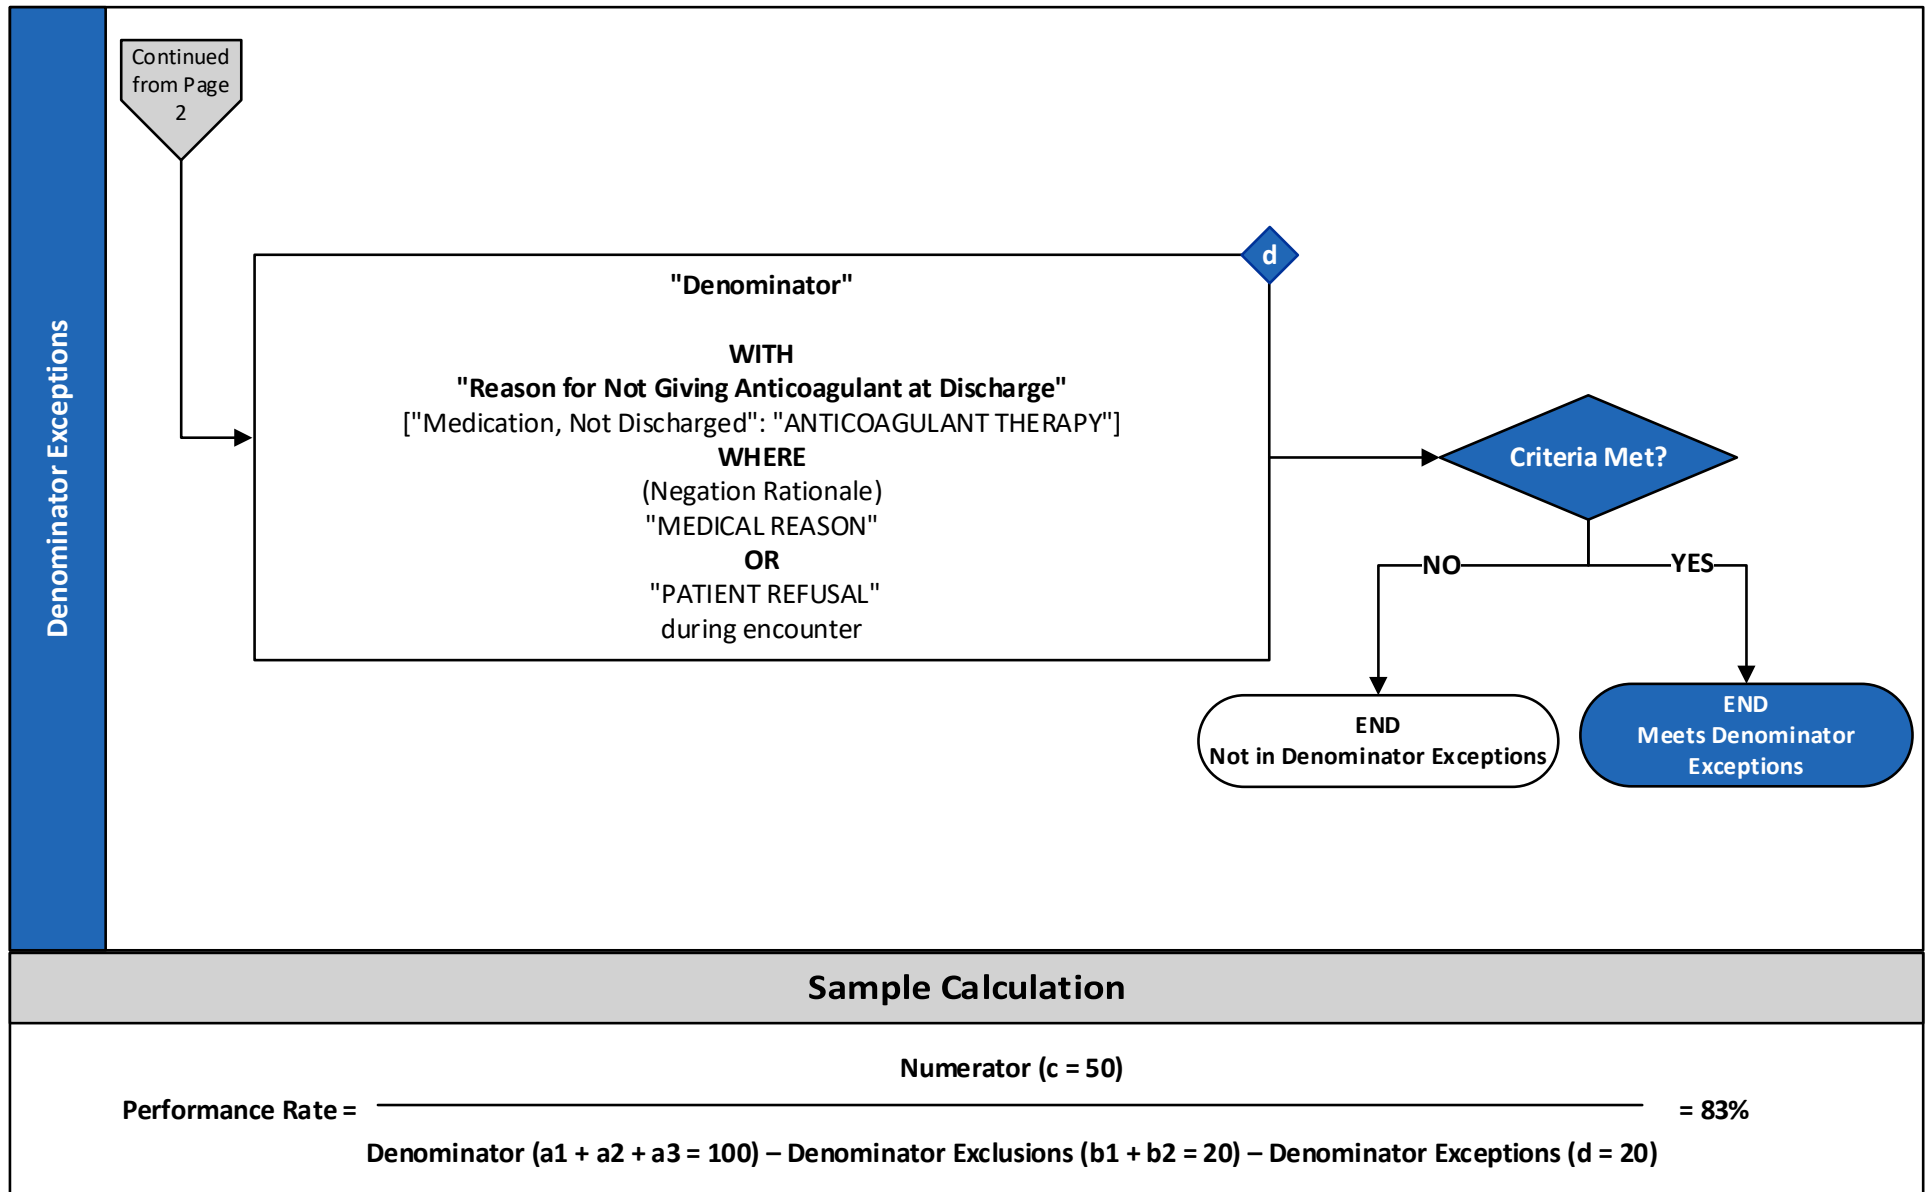 Denominator Exceptions
Continued
from Page
2
d
"Denominator"
WITH
"Reason for Not Giving Anticoagulant at Discharge"
["Medication, Not Discharged": "ANTICOAGULANT THERAPY"]
WHERE
(Negation Rationale)
"MEDICAL REASON"
OR
"PATIENT REFUSAL"
during encounter
Criteria Met?
NO
YES
END
Not in Denominator Exceptions
END
Meets Denominator
Exceptions
Sample Calculation
Numerator (c = 50)
Performance Rate =
= 83%
Denominator (a1 + a2 + a3 = 100) – Denominator Exclusions (b1 + b2 = 20) – Denominator Exceptions (d = 20)